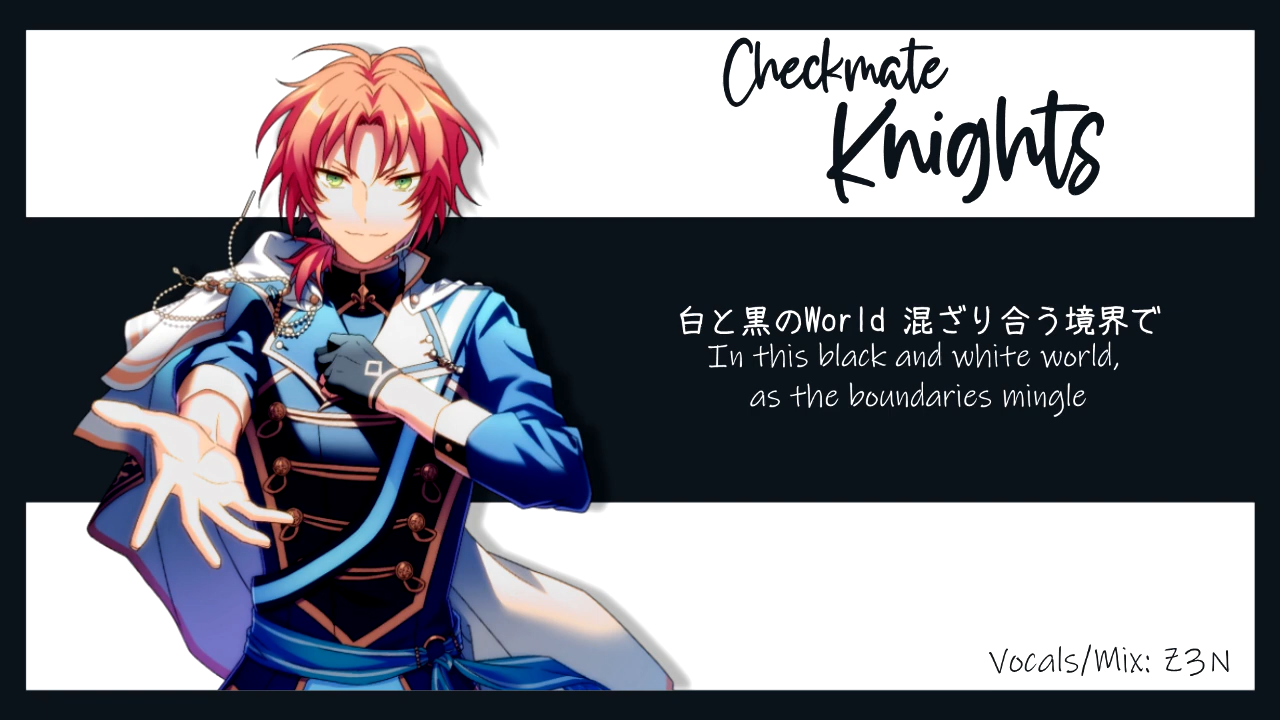 Checkmate
Knights
白と黒のWorld 混ざり合う境界で
In this black and white world,
as the boundaries mingle
Vocals/Mix: Z3N